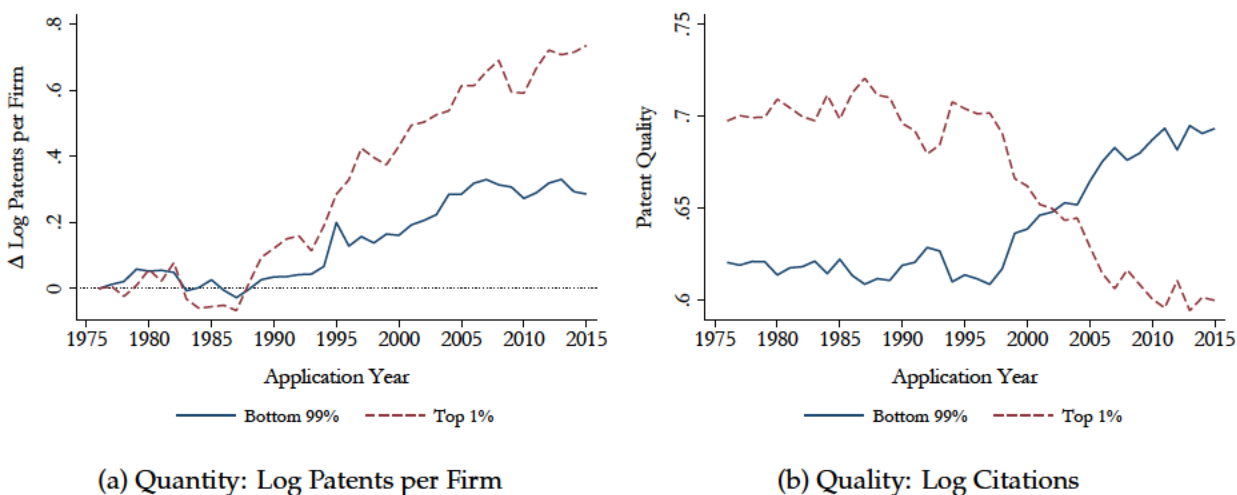 .8
.6
.4
.2
0
Δ Log Patents per Firm
1975 1980 1985 1990 1995 2000 2005 2010 2015
Application Year
Bottom 99% Top 1%
(a) Quantity: Log Patents per Firm
.75
.7
.65
.6
Patent Quality
1975 1980 1985 1990 1995 2000 2005 2010 2015
Application Year
Bottom 99% Top 1%
(b) Quality: Log Citations